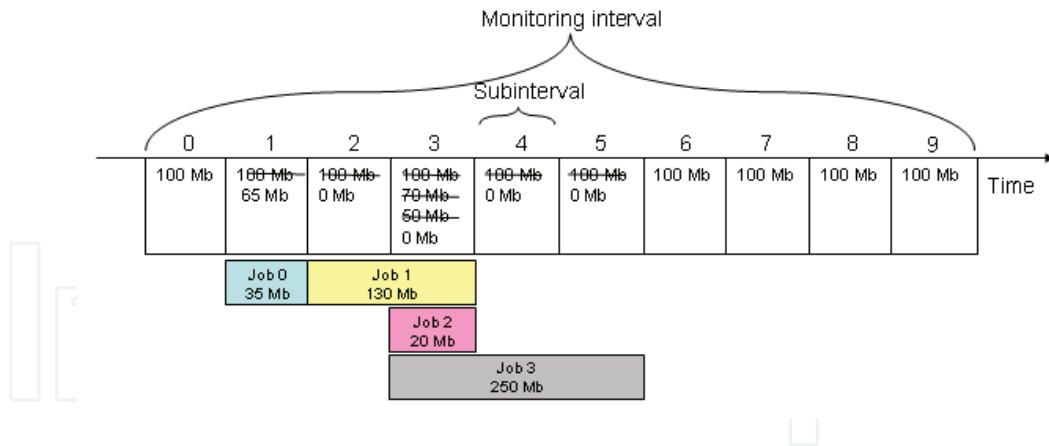 Monitoring interval
Subinterval
0 1 2 3 4 5 6 7 8 9
100 Mb 100 Mb 100 Mb 100 Mb 100 Mb 100 Mb 100 Mb 100 Mb 100 Mb 100 Mb Time
65 Mb 0 Mb 70 Mb 0 Mb 0 Mb
50 Mb
0 Mb
Job 0 Job 1
35 Mb 130 Mb
Job 2
20 Mb
Job 3
250 Mb